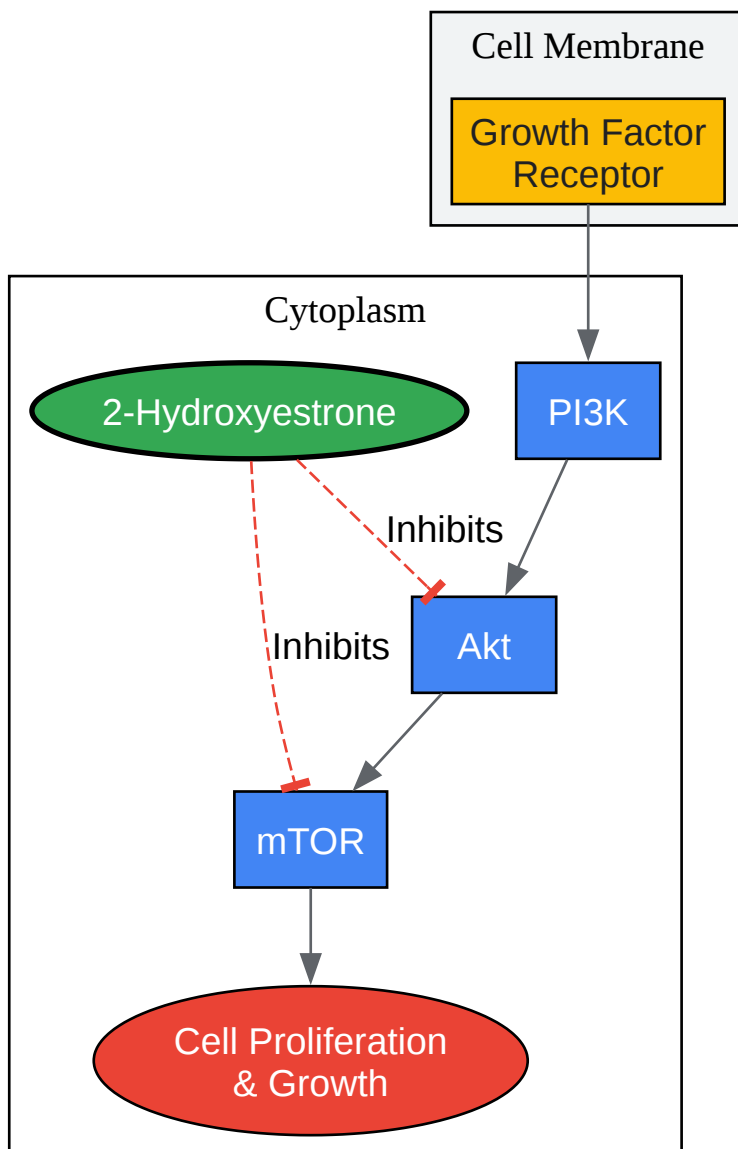 Cell Membrane
Growth Factor
Receptor
Cytoplasm
2-Hydroxyestrone
PI3K
Inhibits
Inhibits
Akt
mTOR
Cell Proliferation
& Growth